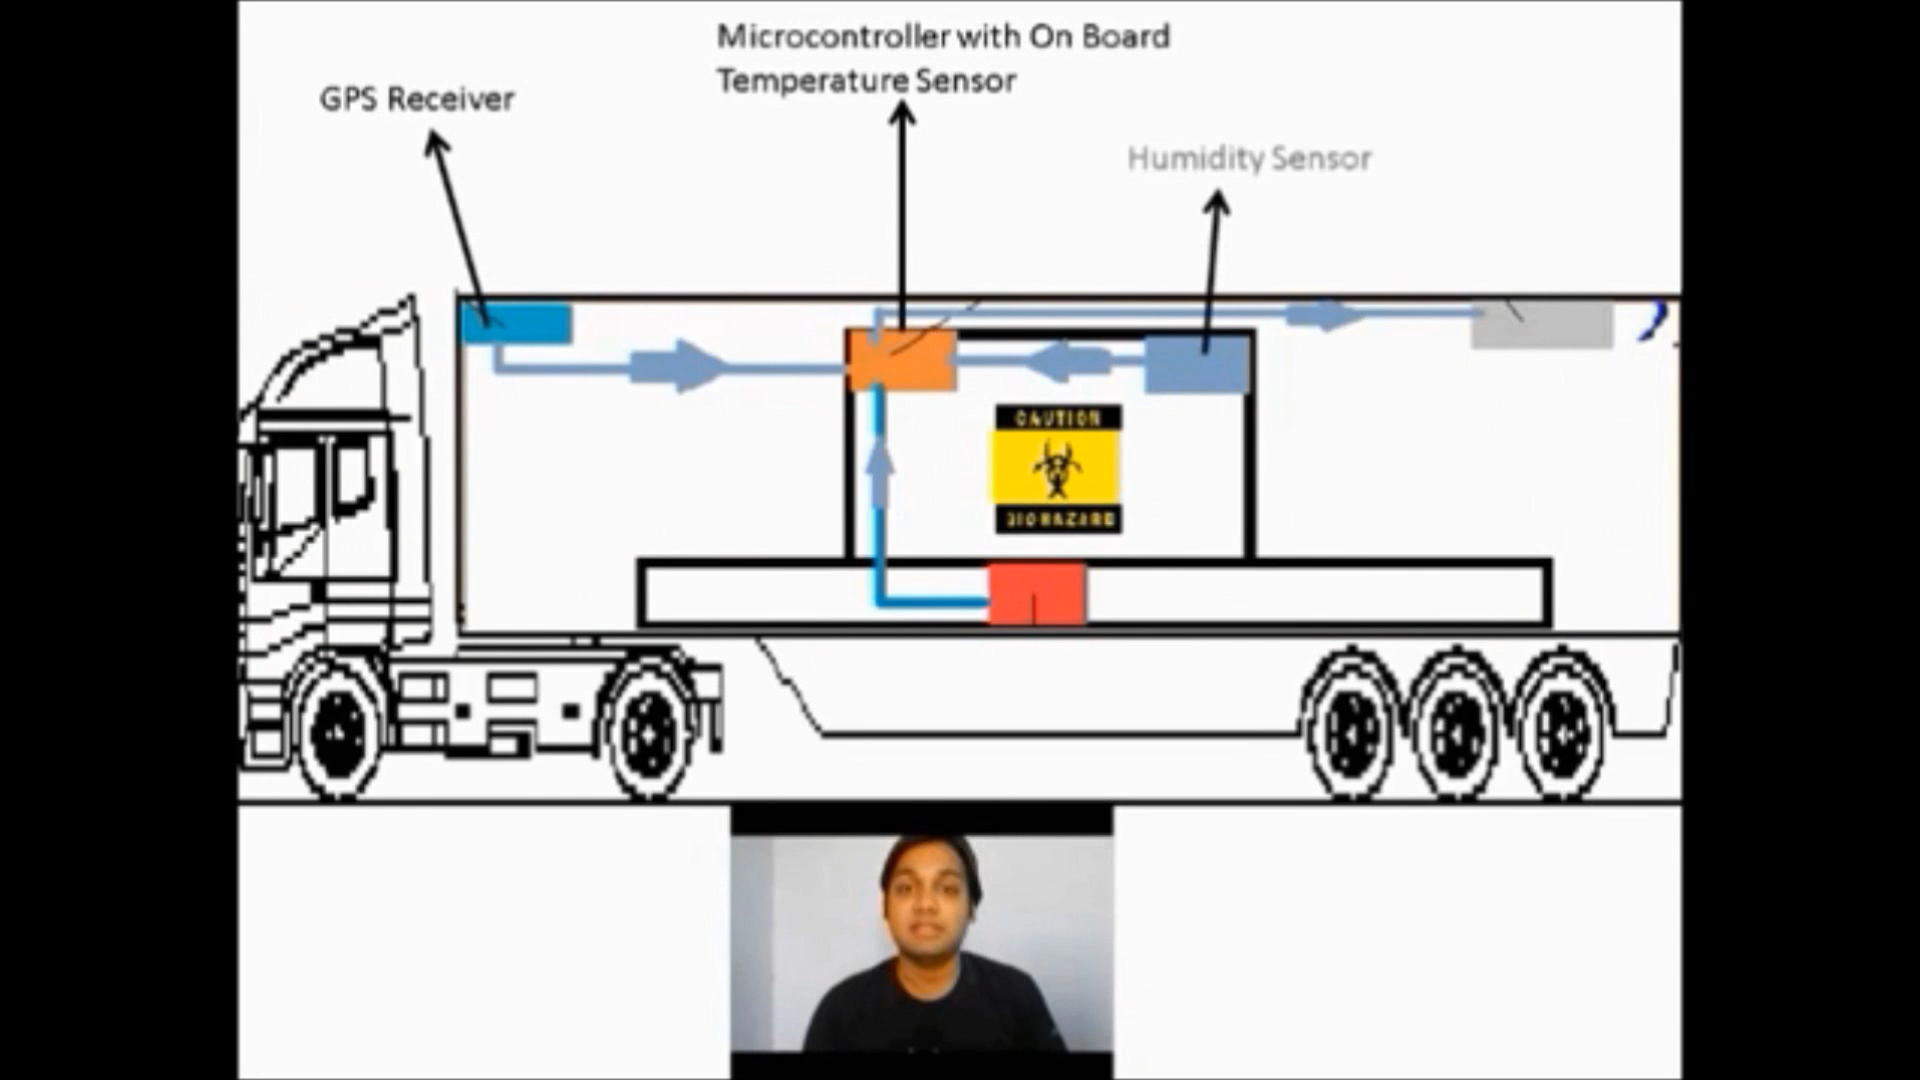 Microcontroller with On Board
Temperature Sensor
GPS Receiver
Humidity Sensor
CAUTION
BIOHAZARD